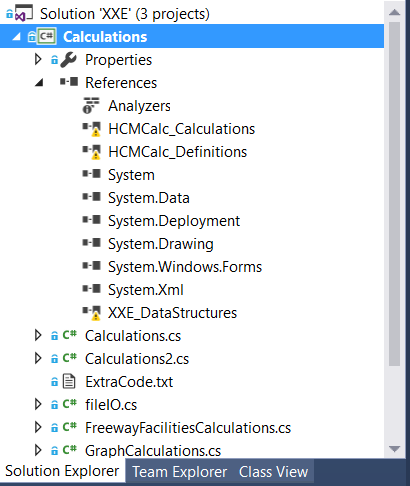 Solution 'XXE' (3 projects)
C# Calculations
Properties
References
Analyzers
HCMCalc_Calculations
HCMCalc_Definitions
System
System.Data
System.Deployment
System.Drawing
System.Windows.Forms
System.Xml
XXE_DataStructures
C# Calculations.cs
C# Calculations2.cs
ExtraCode.txt
C# fileIO.cs
C# FreewayFacilitiesCalculations.cs
C# GraphCalculations.cs
Solution Explorer Team Explorer Class View